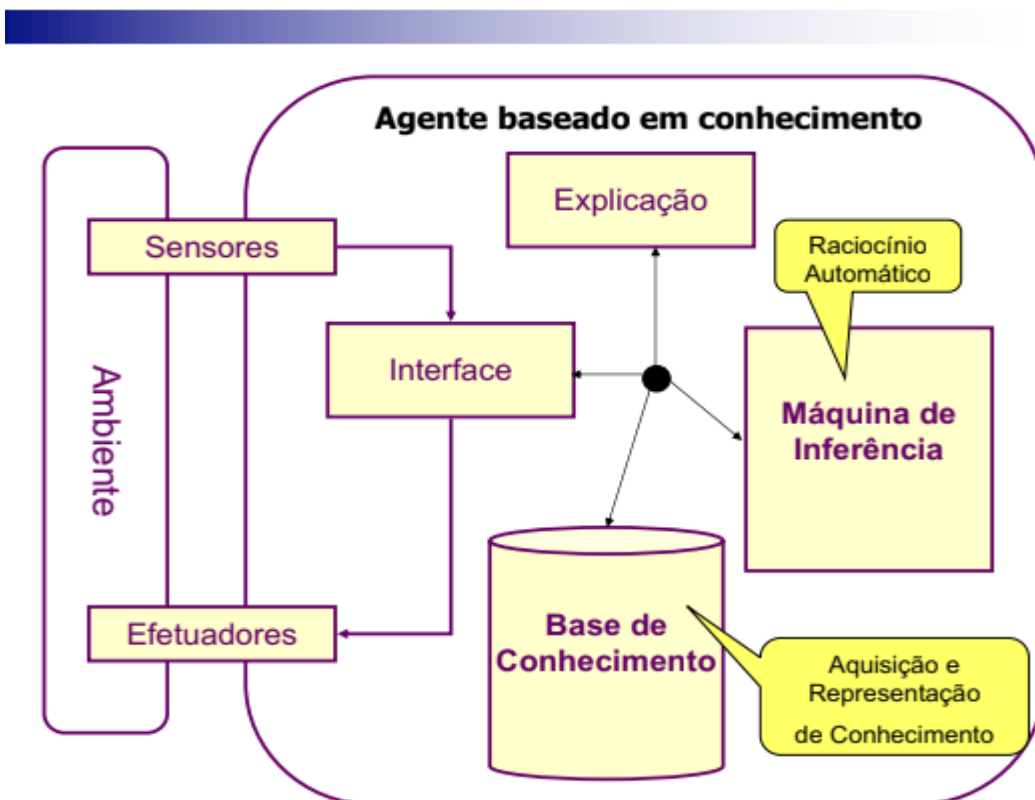 Agente baseado em conhecimento
Explicação
Sensores
Raciocínio
Automático
Interface
Ambiente
Máquina de
Inferência
Base de
Conhecimento
Efetuadores
Aquisição e
Representação
de Conhecimento